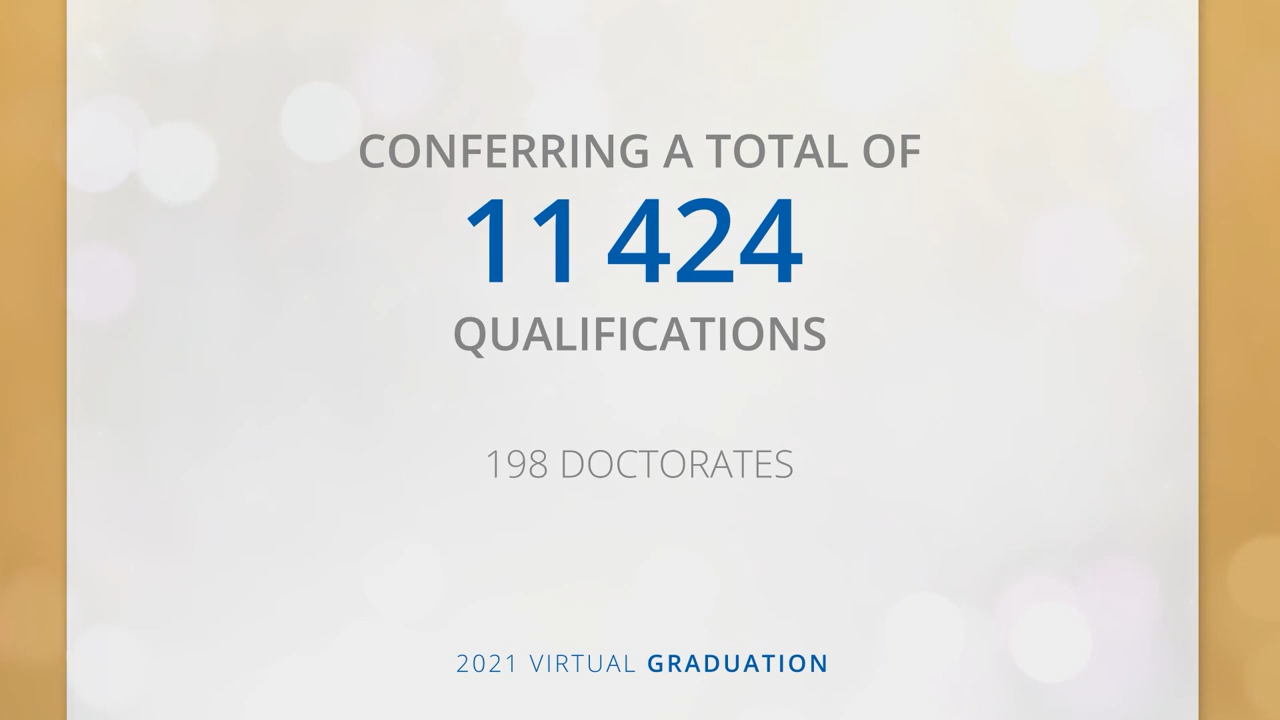 CONFERRING A TOTAL OF
11 424
QUALIFICATIONS
198 DOCTORATES
2021 VIRTUAL GRADUATION